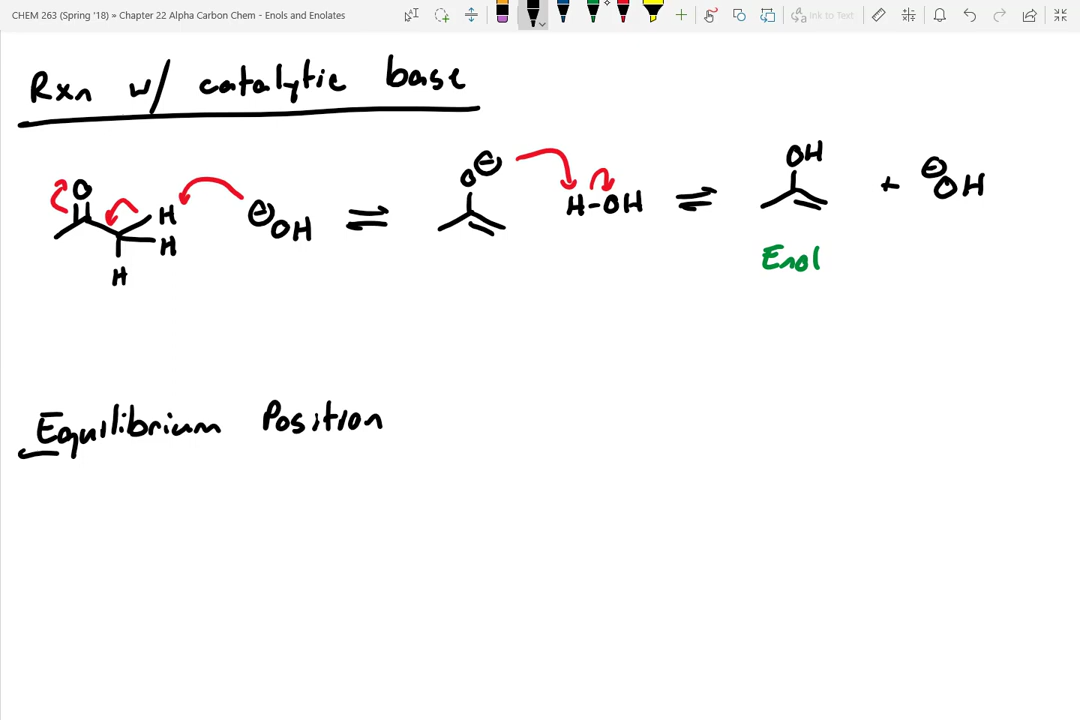 CHEM 263 (Spring '18) » Chapter 22 Alpha Carbon Chem - Enols and Enolates
Ink to Text
Rxn w/ catalytic base
O H H H ⊖OH ⇌ O⊖ H-OH ⇌ OH + ⊖OH
Enol
Equilibrium Position